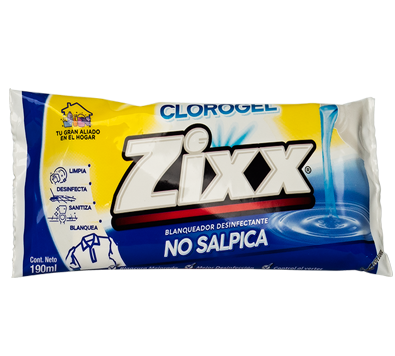 CLOROGEL
TU GRAN ALIADO
EN EL HOGAR
Zixx®
LIMPIA
DESINFECTA
SANITIZA
BLANQUEA
BLANQUEADOR DESINFECTANTE
NO SALPICA
Cont. Neto
190ml